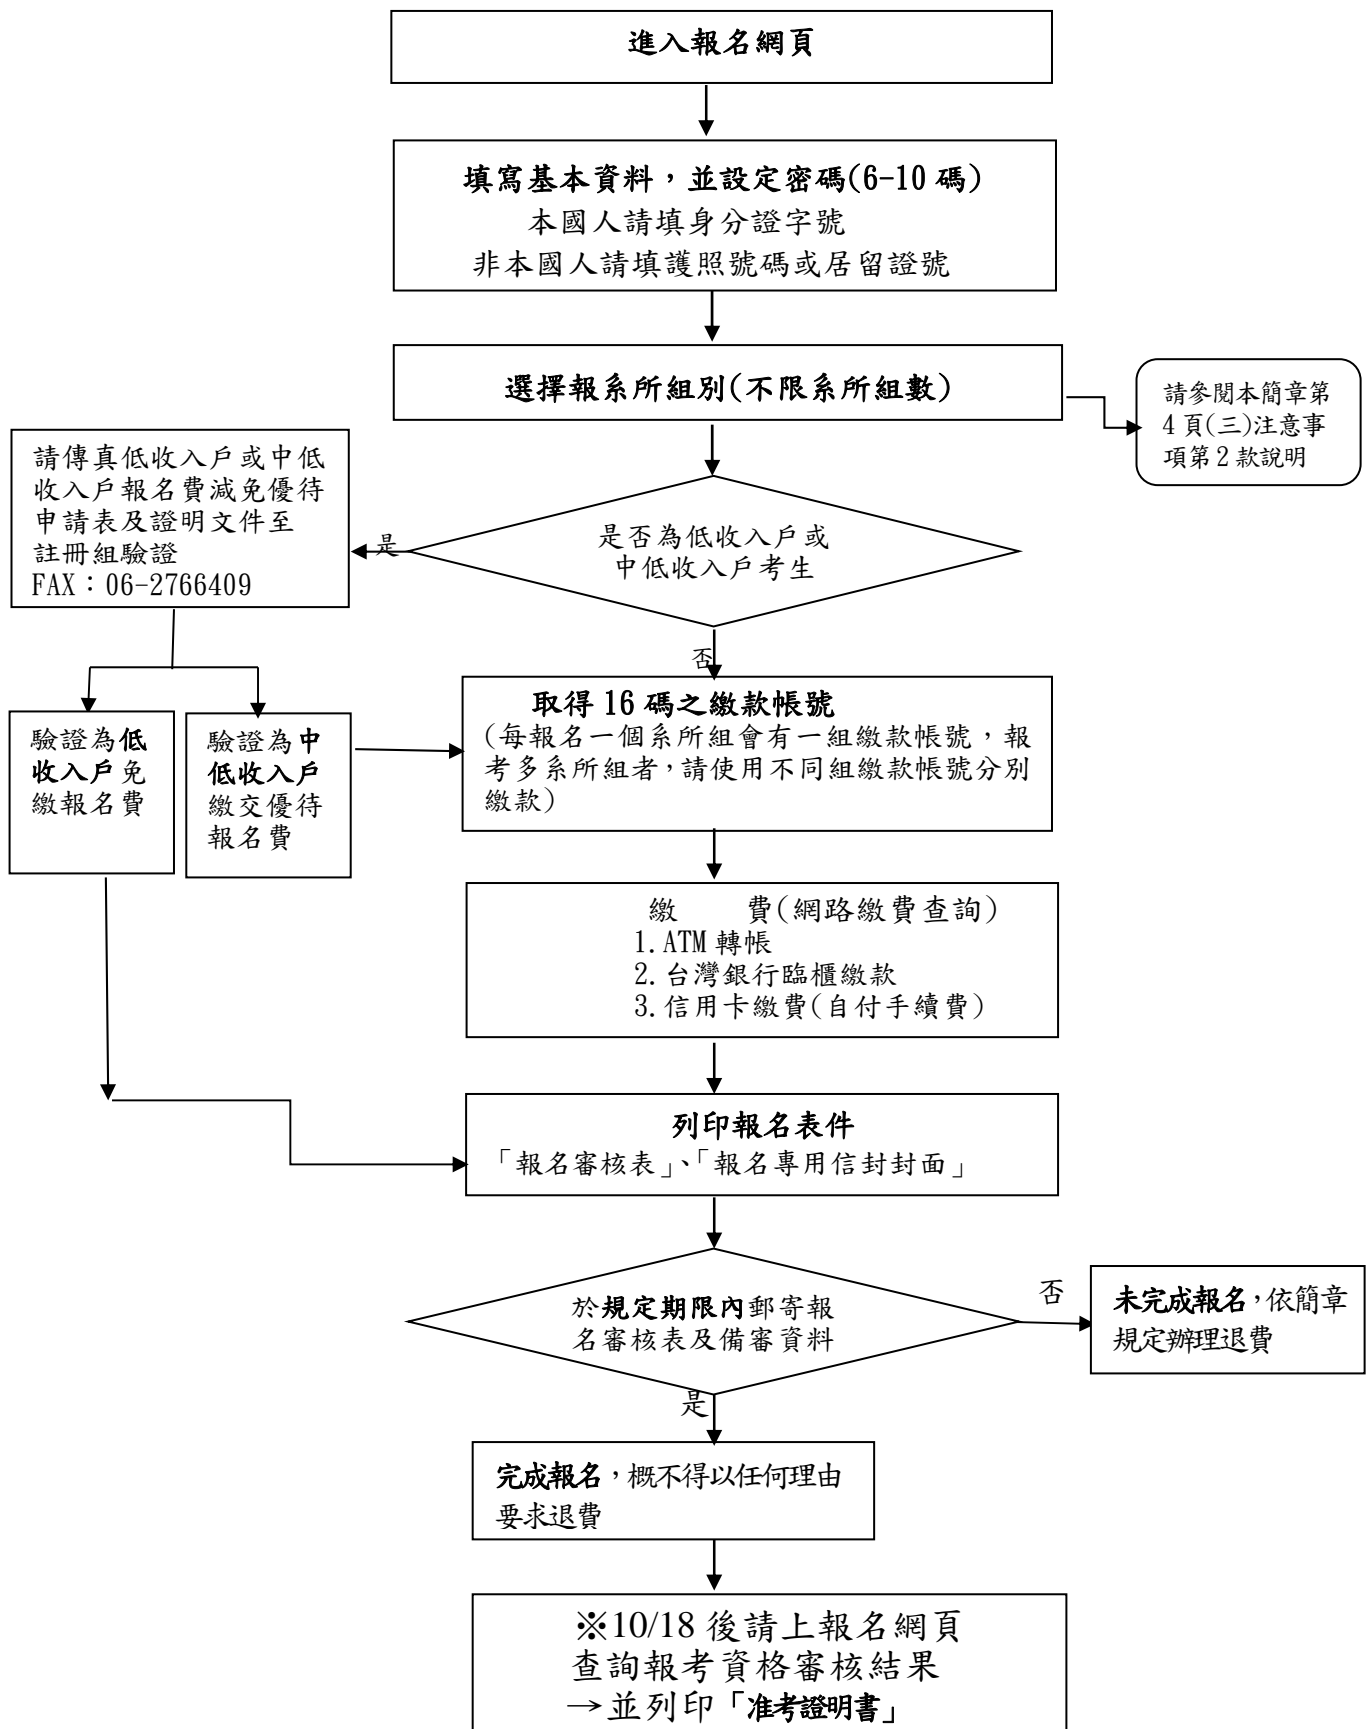 進入報名網頁
填寫基本資料，並設定密碼(6-10 碼)
本國人請填身分證字號
非本國人請填護照號碼或居留證號
選擇報系所組別(不限系所組數)
請參閱本簡章第
4 頁(三)注意事
項第 2 款說明
請傳真低收入戶或中低
收入戶報名費減免優待
申請表及證明文件至
註冊組驗證
FAX：06-2766409
是
是否為低收入戶或
中低收入戶考生
否
驗證為低
收入戶免
繳報名費
驗證為中
低收入戶
繳交優待
報名費
取得 16 碼之繳款帳號
(每報名一個系所組會有一組繳款帳號，報
考多系所組者，請使用不同組繳款帳號分別
繳款)
繳　　費(網路繳費查詢)
1.ATM 轉帳
2.台灣銀行臨櫃繳款
3.信用卡繳費(自付手續費)
列印報名表件
「報名審核表」、「報名專用信封封面」
於規定期限內郵寄報
名審核表及備審資料
否
未完成報名，依簡章
規定辦理退費
是
完成報名，概不得以任何理由
要求退費
※10/18 後請上報名網頁
查詢報考資格審核結果
→並列印「准考證明書」